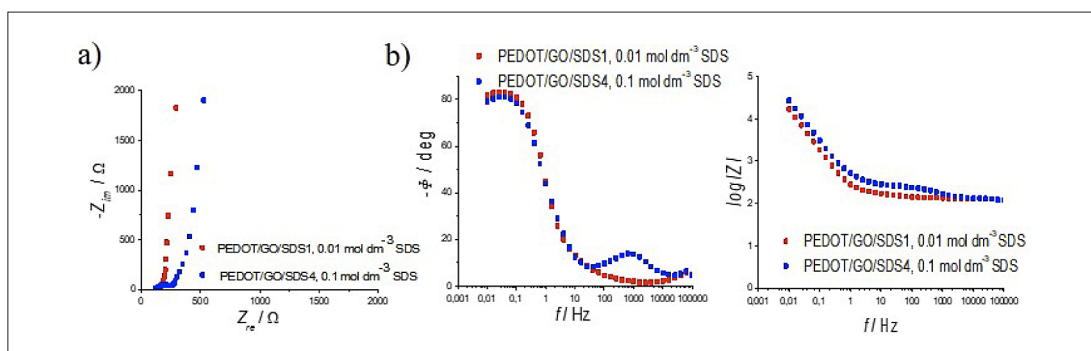 a)
2000
1500
1000
500
0
-Z_im / Ω
PEDOT/GO/SDS1, 0.01 mol dm⁻³ SDS
PEDOT/GO/SDS4, 0.1 mol dm⁻³ SDS
0 500 1000 1500 2000
Z_re / Ω
b)
PEDOT/GO/SDS1, 0.01 mol dm⁻³ SDS
PEDOT/GO/SDS4, 0.1 mol dm⁻³ SDS
80
60
40
20
0
-Φ / deg
0,001 0,01 0,1 1 10 100 1000 10000 100000
f / Hz
5
4
3
2
1
0
log|Z|
PEDOT/GO/SDS1, 0.01 mol dm⁻³ SDS
PEDOT/GO/SDS4, 0.1 mol dm⁻³ SDS
0,001 0,01 0,1 1 10 100 1000 10000 100000
f / Hz